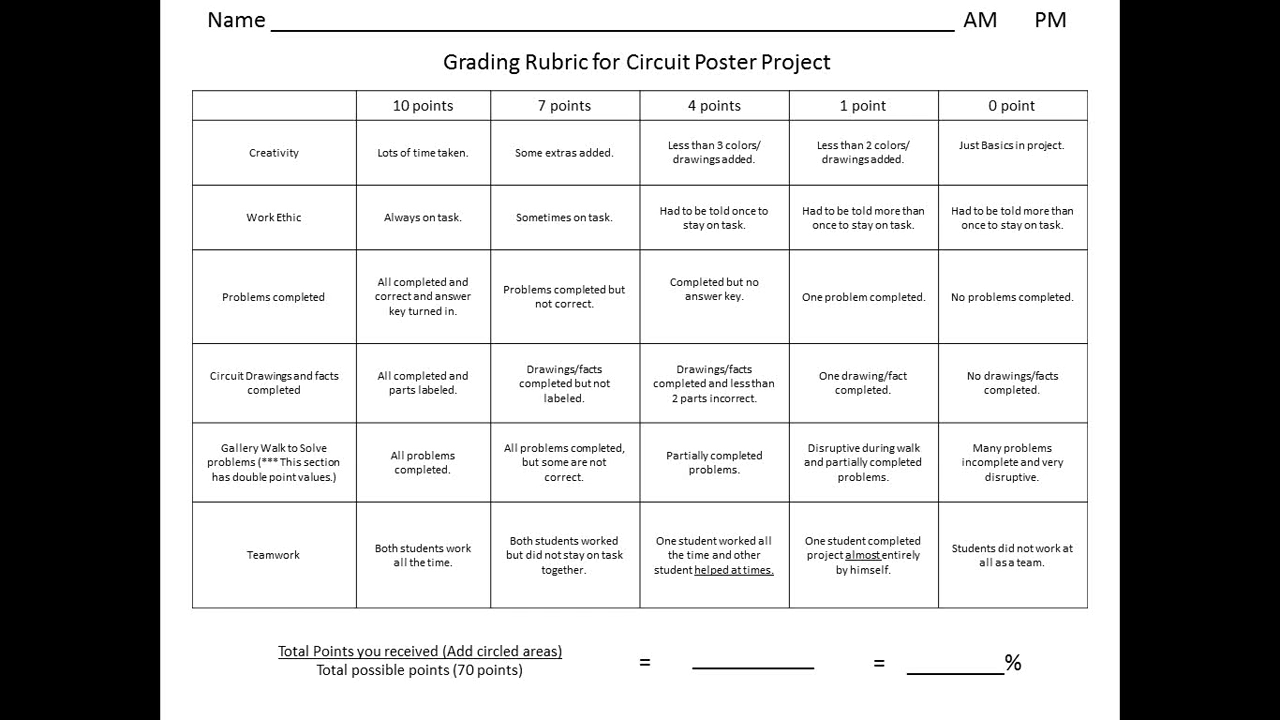 Name AM PM
Grading Rubric for Circuit Poster Project
10 points 7 points 4 points 1 point 0 point
Creativity
Lots of time taken.
Some extras added.
Less than 3 colors/
drawings added.
Less than 2 colors/
drawings added.
Just Basics in project.
Work Ethic
Always on task.
Sometimes on task.
Had to be told once to
stay on task.
Had to be told more than
once to stay on task.
Had to be told more than
once to stay on task.
Problems completed
All completed and
correct and answer
key turned in.
Problems completed but
not correct.
Completed but no
answer key.
One problem completed.
No problems completed.
Circuit Drawings and facts
completed
All completed and
parts labeled.
Drawings/facts
completed but not
labeled.
Drawings/facts
completed and less than
2 parts incorrect.
One drawing/fact
completed.
No drawings/facts
completed.
Gallery Walk to Solve
problems (*** This section
has double point values.)
All problems
completed.
All problems completed,
but some are not
correct.
Partially completed
problems.
Disruptive during walk
and partially completed
problems.
Many problems
incomplete and very
disruptive.
Teamwork
Both students work
all the time.
Both students worked
but did not stay on task
together.
One student worked all
the time and other
student helped at times.
One student completed
project almost entirely
by himself.
Students did not work at
all as a team.
Total Points you received (Add circled areas)
Total possible points (70 points)
= = %